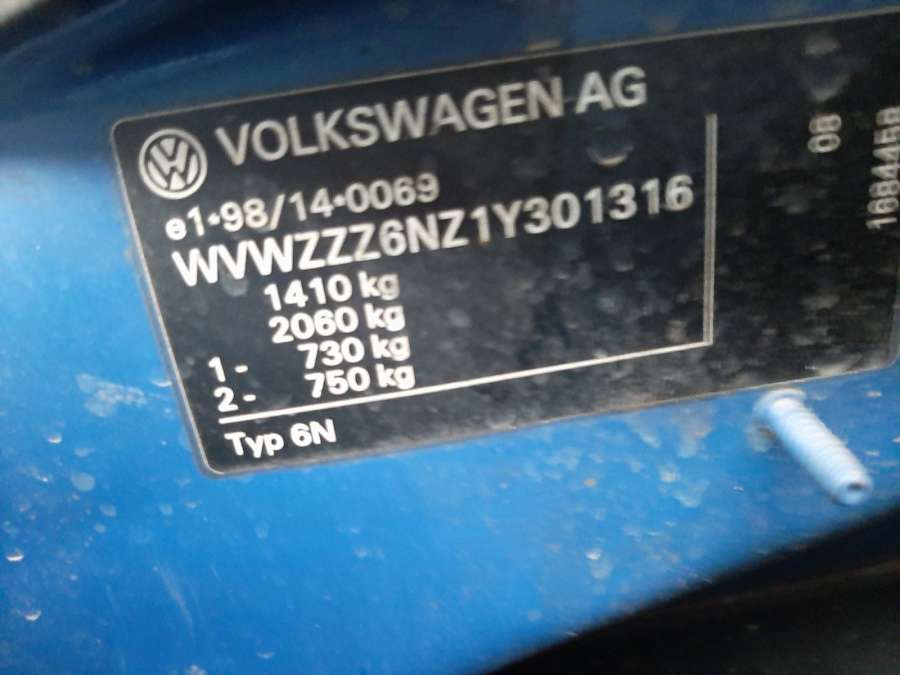 VOLKSWAGEN AG
e1*98/14*0069
WVWZZZ6NZ1Y301316
1410 kg
2060 kg
1- 730 kg
2- 750 kg
Typ 6N
08